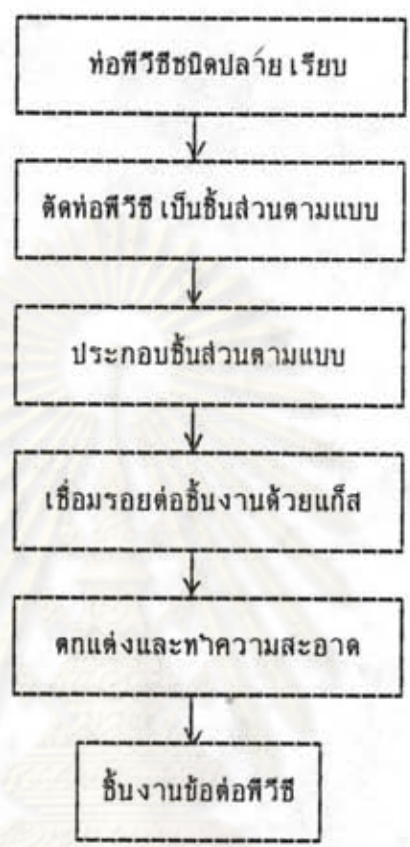 ท่อพีวีซีชนิดปลาย เรียบ
ตัดท่อพีวีซี เป็นชิ้นส่วนตามแบบ
ประกอบชิ้นส่วนตามแบบ
เชื่อมรอยต่อชิ้นงานด้วยแก็ส
ตกแต่งและทำความสะอาด
ชิ้นงานข้อต่อพีวีซี